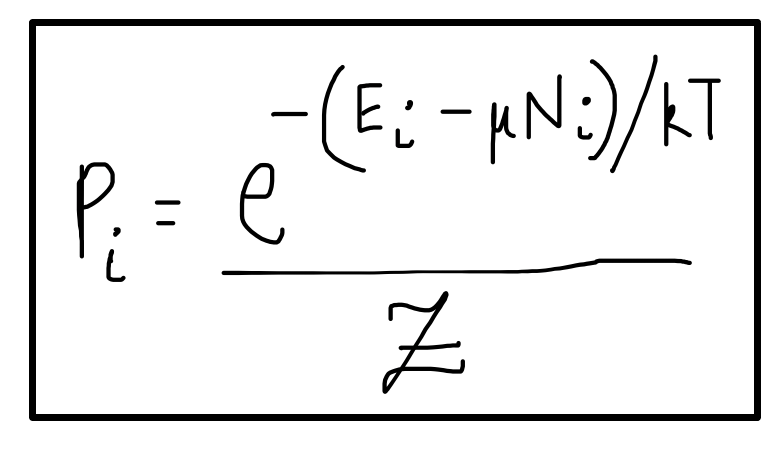 P_i = e^{-(E_i - μN_i)/kT} / Z